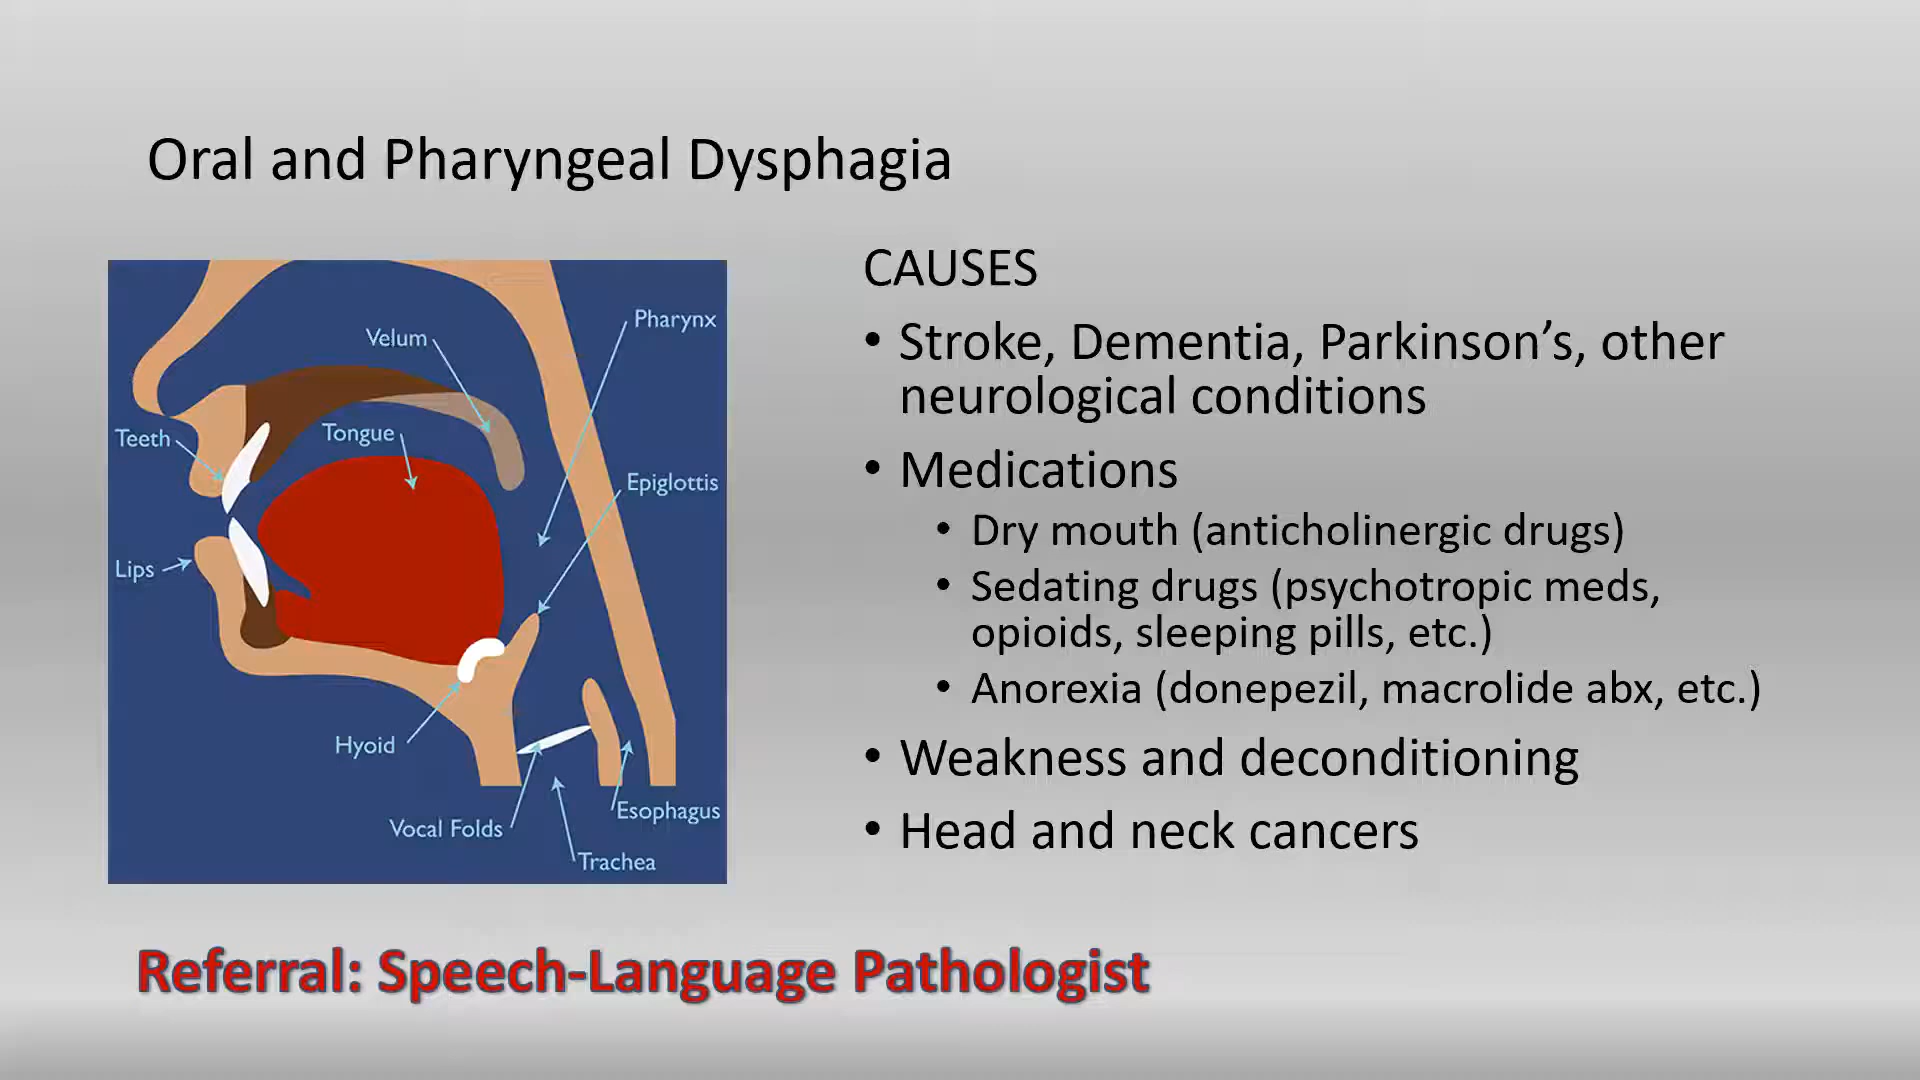 Oral and Pharyngeal Dysphagia
Pharynx
Velum
Teeth
Tongue
Epiglottis
Lips
Hyoid
Vocal Folds
Esophagus
Trachea
CAUSES
• Stroke, Dementia, Parkinson’s, other
neurological conditions
• Medications
• Dry mouth (anticholinergic drugs)
• Sedating drugs (psychotropic meds,
opioids, sleeping pills, etc.)
• Anorexia (donepezil, macrolide abx, etc.)
• Weakness and deconditioning
• Head and neck cancers
Referral: Speech-Language Pathologist